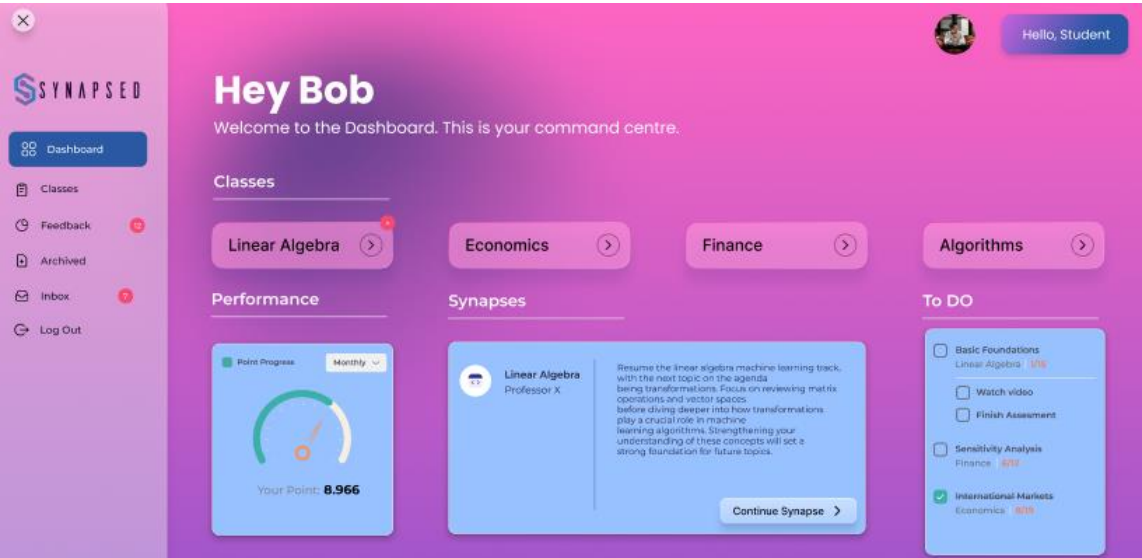 Hello, Student
SYNAPSED
Hey Bob
Welcome to the Dashboard. This is your command centre.
Dashboard
Classes
Feedback 12
Archived
Inbox 7
Log Out
Classes
Linear Algebra
Economics
Finance
Algorithms
Performance
Synapses
To DO
Point Progress
Monthly
Your Point: 8.966
Linear Algebra
Professor X
Resume the linear algebra machine learning track,
with the next topic on the agenda
being transformations. Focus on reviewing matrix
operations and vector spaces
before diving deeper into how transformations
play a crucial role in machine
learning algorithms. Strengthening your
understanding of these concepts will set a
strong foundation for future topics.
Continue Synapse
Basic Foundations
Linear Algebra
Watch video
Finish Assesment
Sensitivity Analysis
Finance
International Markets
Economics